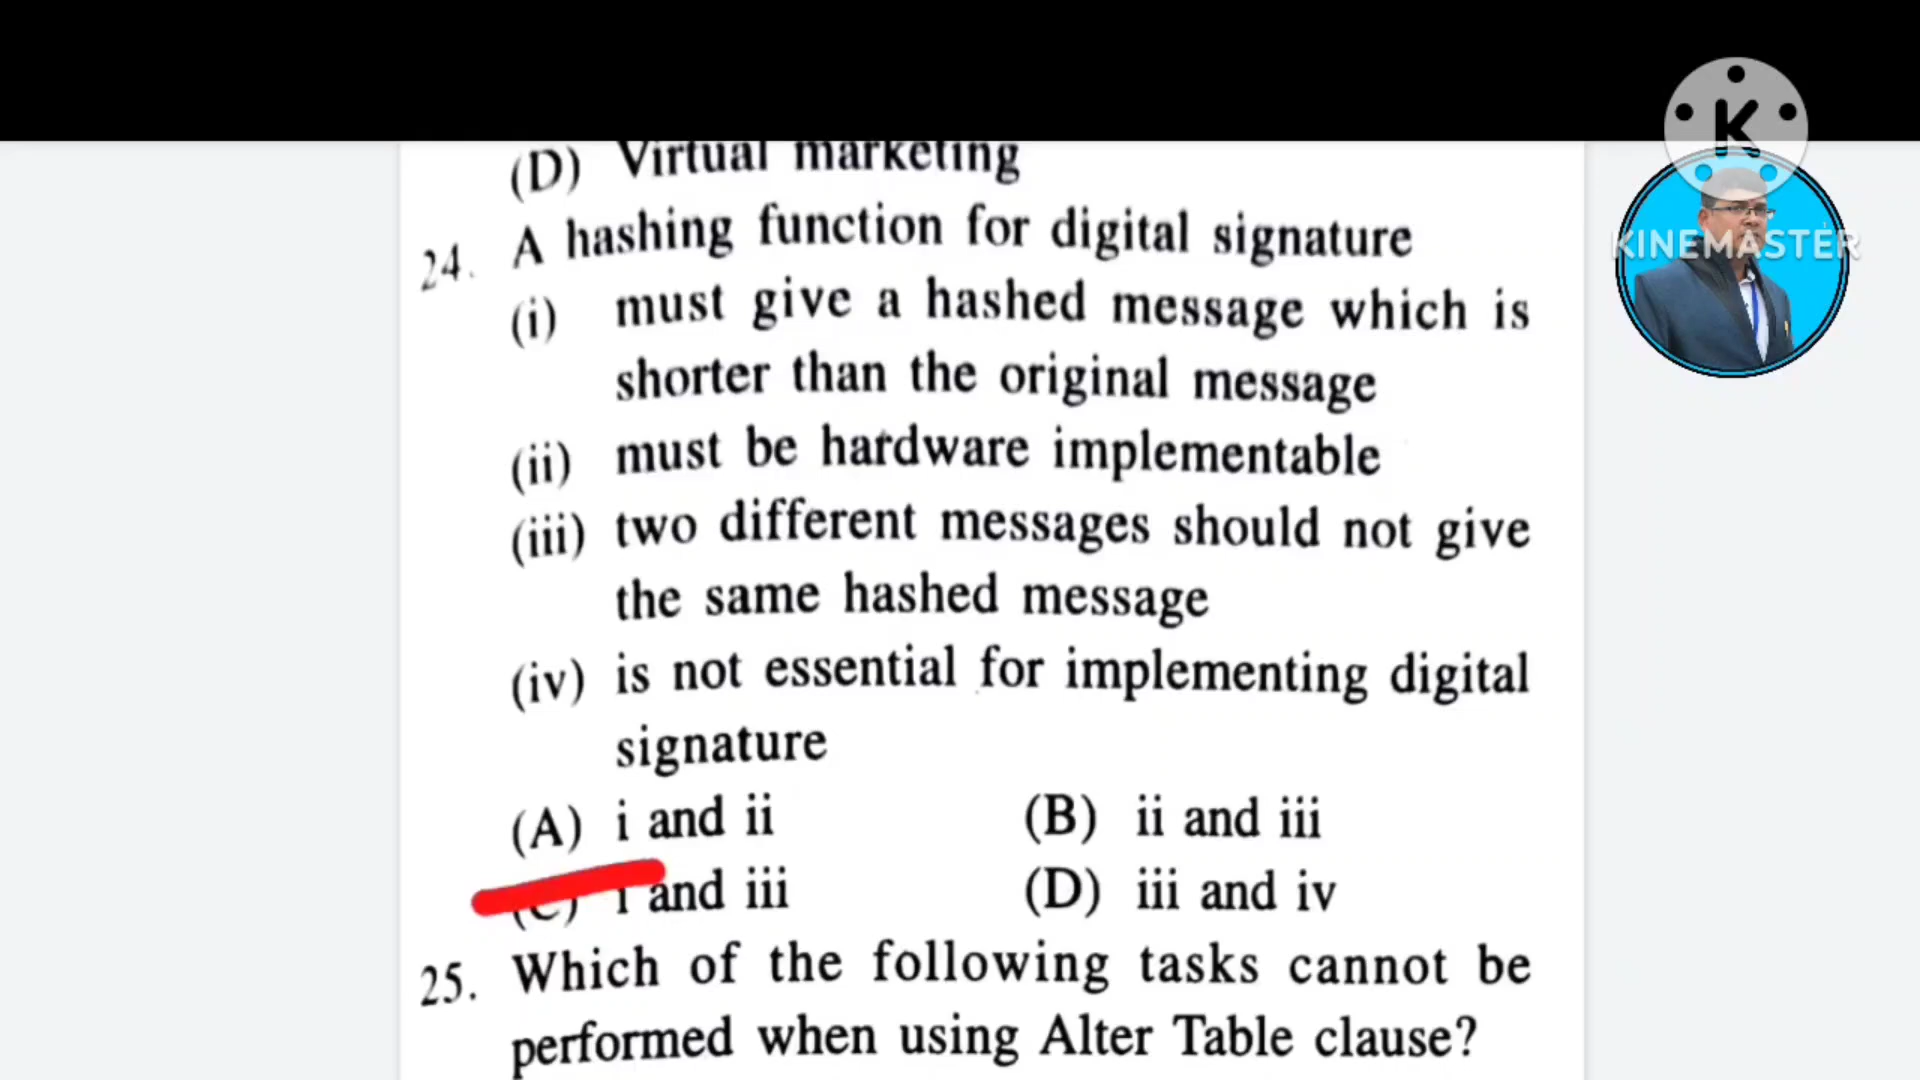 K
KINEMASTER
(D) Virtual marketing
24. A hashing function for digital signature
(i) must give a hashed message which is
shorter than the original message
(ii) must be hardware implementable
(iii) two different messages should not give
the same hashed message
(iv) is not essential for implementing digital
signature
(A) i and ii (B) ii and iii
(C) i and iii (D) iii and iv
25. Which of the following tasks cannot be
performed when using Alter Table clause?